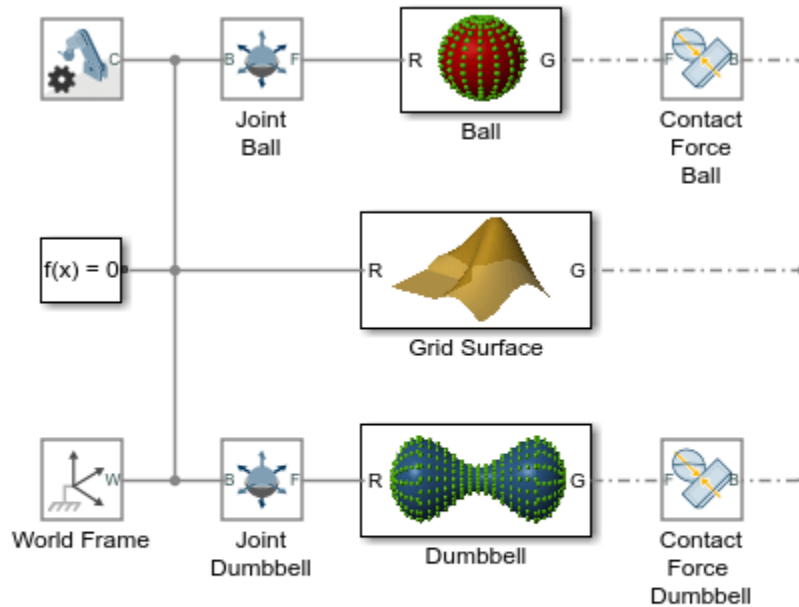 C B F R G F B
Joint
Ball
Ball
Contact
Force
Ball
f(x) = 0 R G
Grid Surface
W B F R G F B
World Frame
Joint
Dumbbell
Dumbbell
Contact
Force
Dumbbell